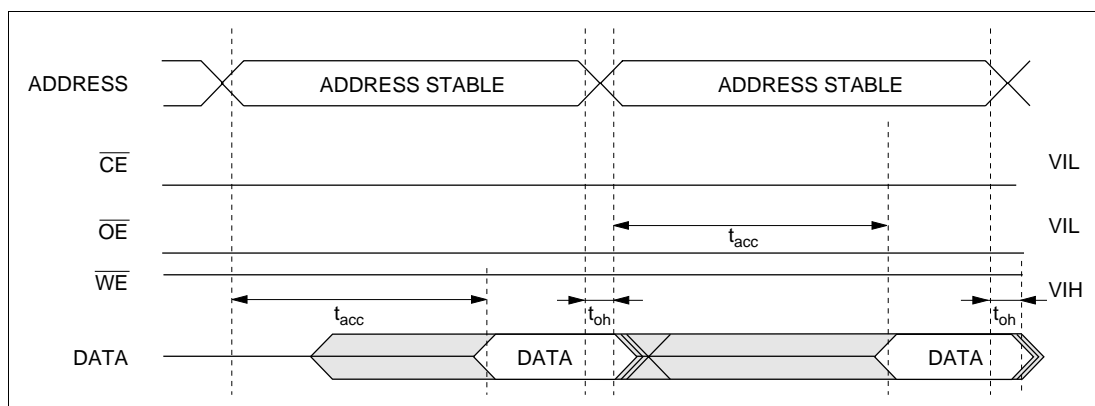 ADDRESS ADDRESS STABLE ADDRESS STABLE
CE VIL
OE VIL
tacc
WE VIH
tacc toh toh
DATA DATA DATA